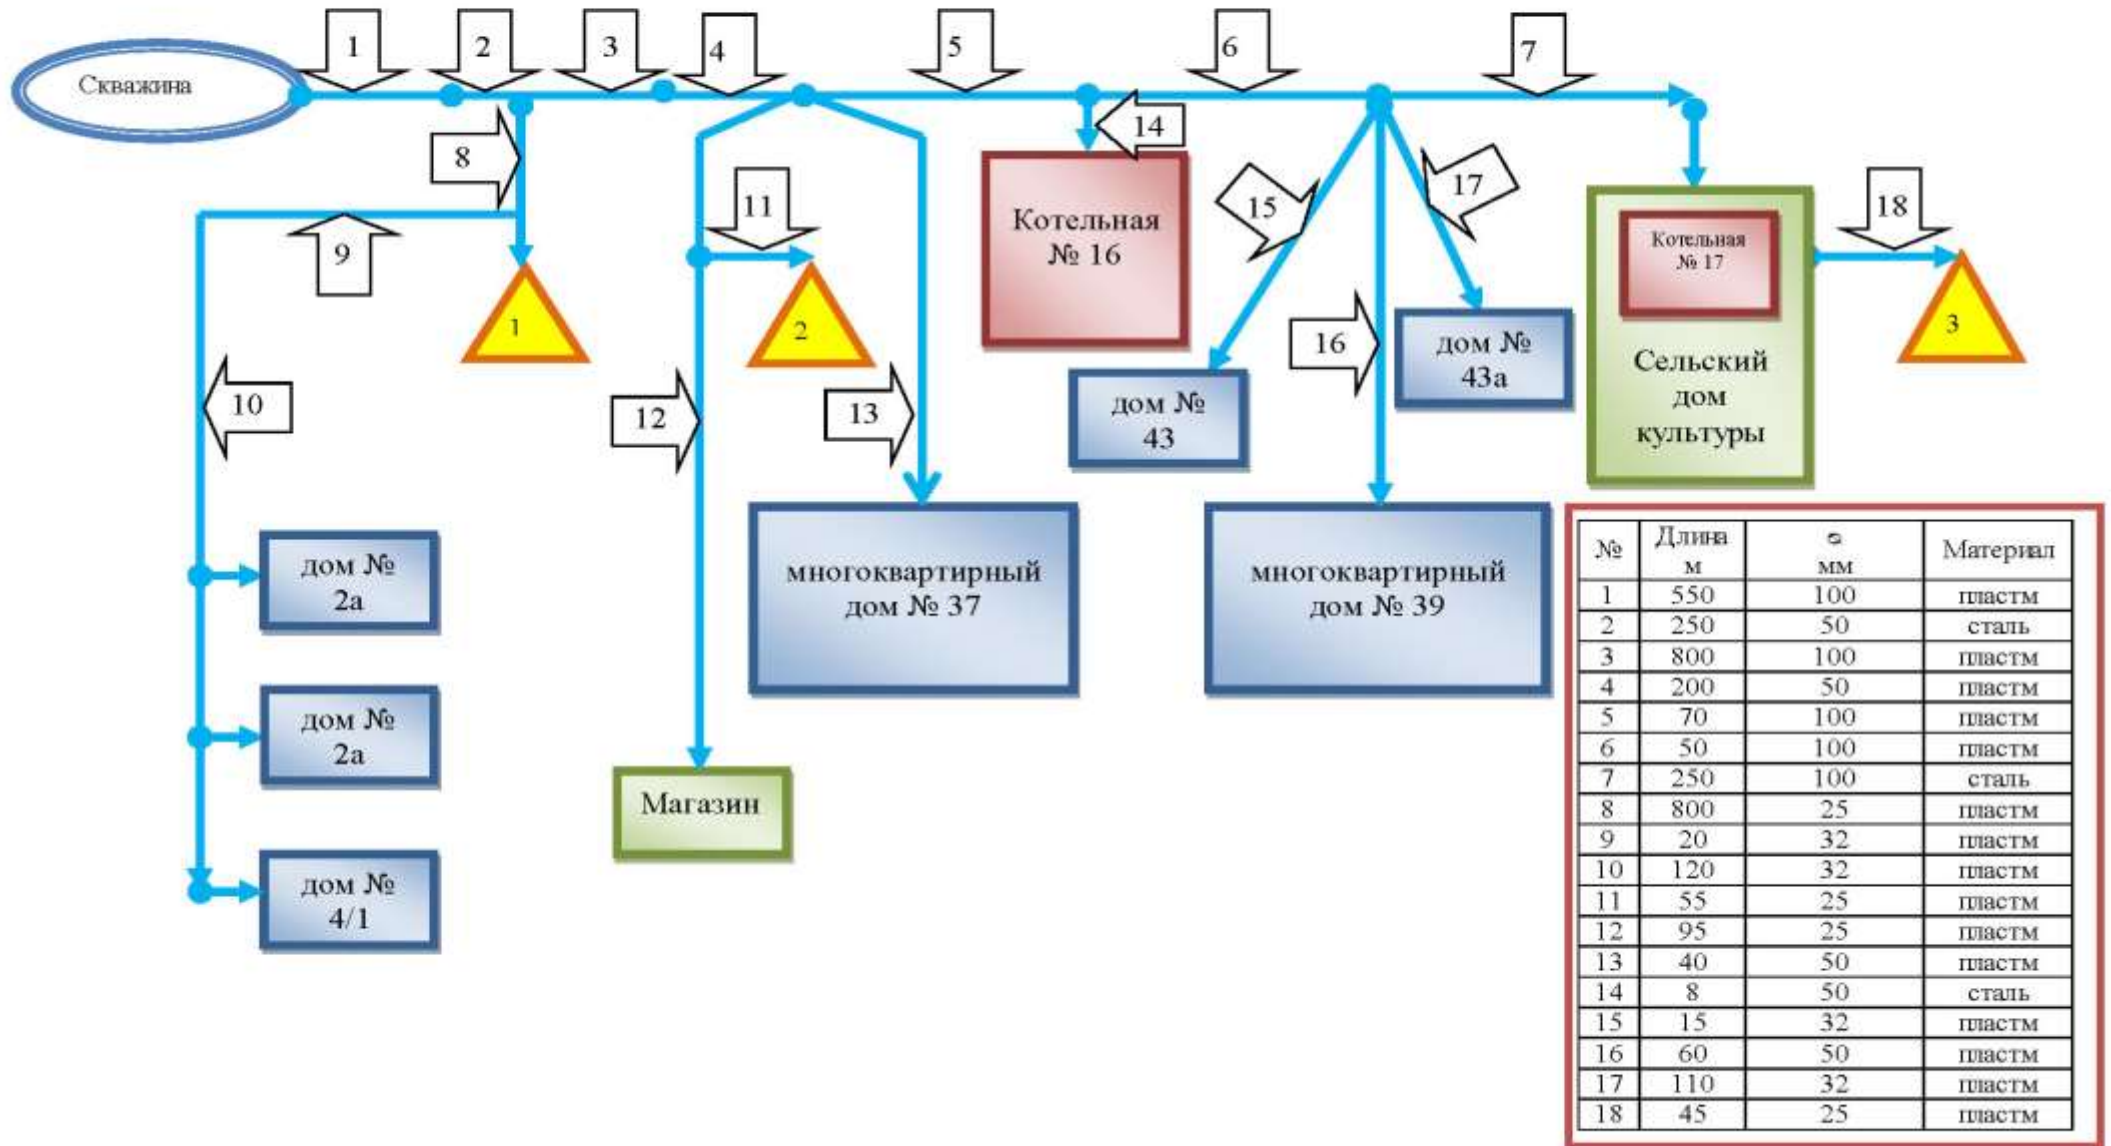 1
2
3
4
5
6
7
Скважина
8
14
9
11
15
17
18
Котельная
№ 16
Котельная
№ 17
1
2
16
3
10
12
13
дом №
43
дом №
43а
Сельский
дом
культуры
дом №
2а
многоквартирный
дом № 37
многоквартирный
дом № 39
дом №
2а
Магазин
дом №
4/1
№ Длина м ⌀ мм Материал
1 550 100 пластм
2 250 50 сталь
3 800 100 пластм
4 200 50 пластм
5 70 100 пластм
6 50 100 пластм
7 250 100 сталь
8 800 25 пластм
9 20 32 пластм
10 120 32 пластм
11 55 25 пластм
12 95 25 пластм
13 40 50 пластм
14 8 50 сталь
15 15 32 пластм
16 60 50 пластм
17 110 32 пластм
18 45 25 пластм